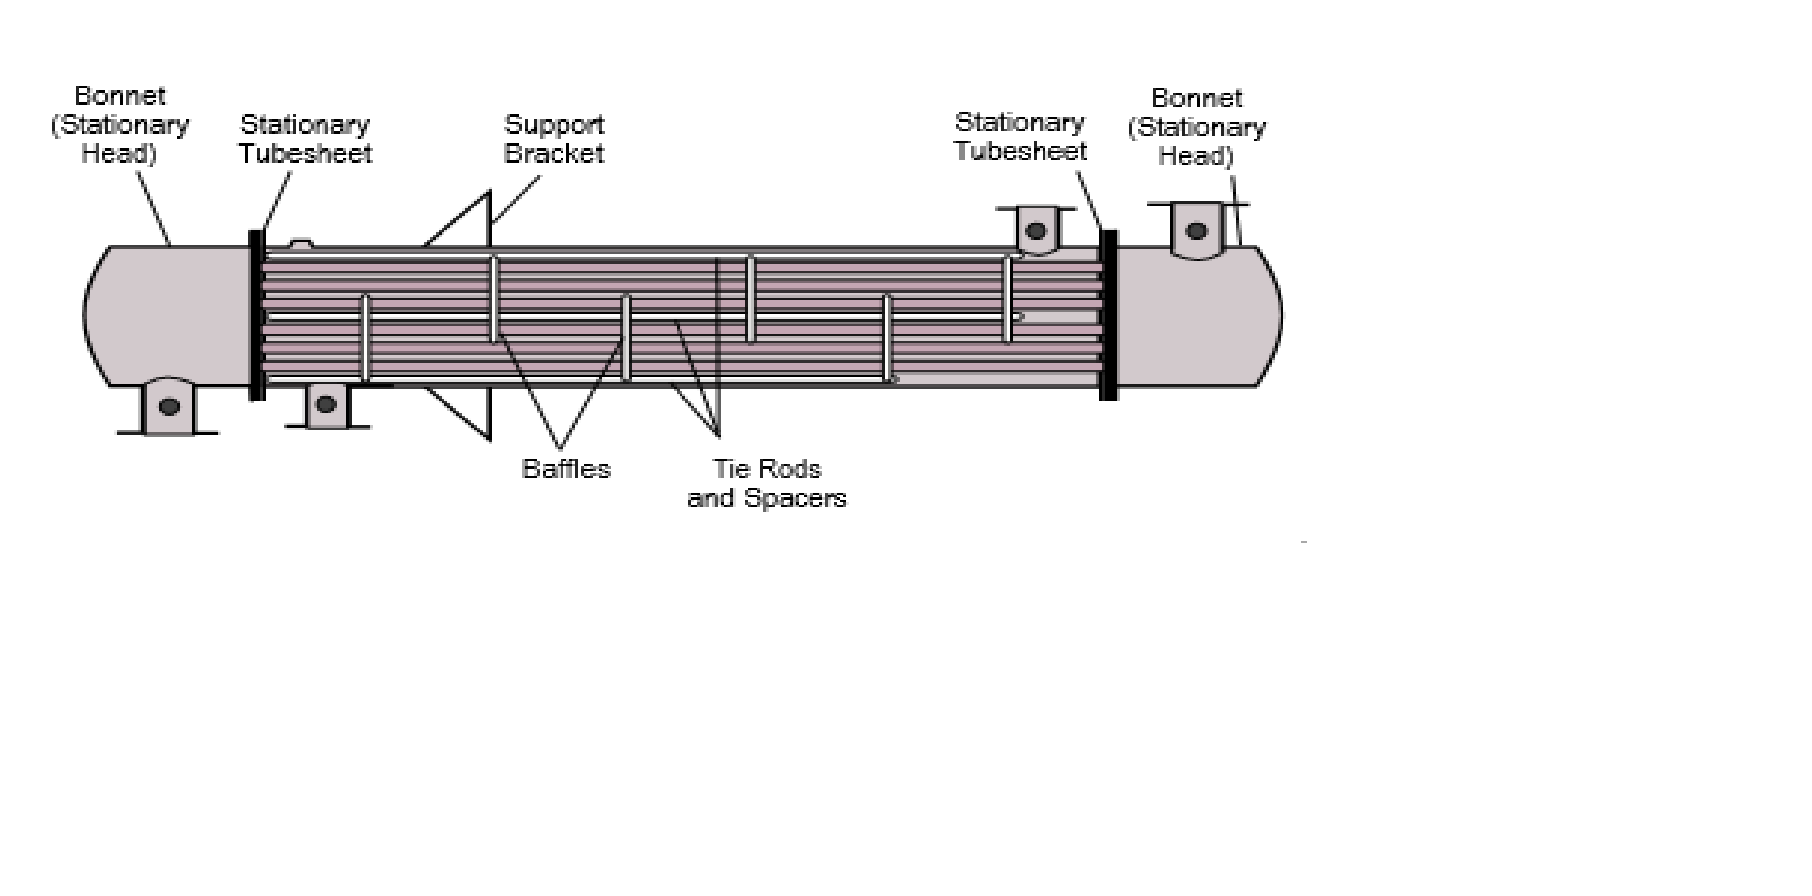 Bonnet
(Stationary
Head)
Stationary
Tubesheet
Support
Bracket
Stationary
Tubesheet
Bonnet
(Stationary
Head)
Baffles
Tie Rods
and Spacers